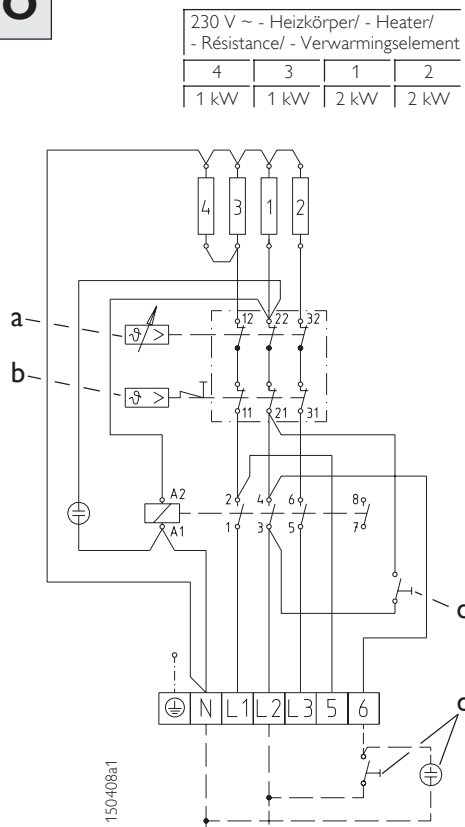 8
230 V ~ - Heizkörper/ - Heater/
- Résistance/ - Verwarmingselement
4 3 1 2
1 kW 1 kW 2 kW 2 kW
4 3 1 2
a
12 22 32
ϑ >
b
ϑ >
11 21 31
A2
2 4 6 8
A1
1 3 5 7
c
N L1 L2 L3 5 6
150408a1